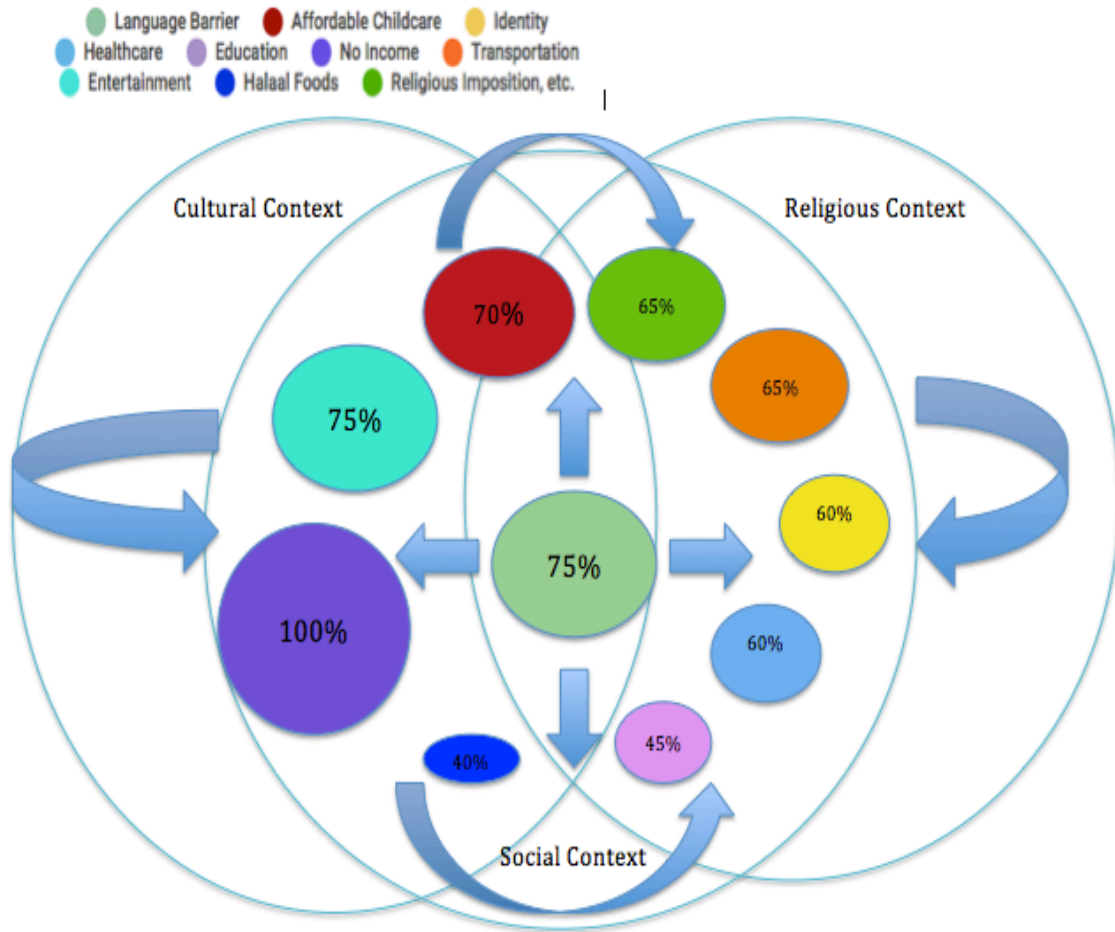 Language Barrier Affordable Childcare Identity
Healthcare Education No Income Transportation
Entertainment Halaal Foods Religious Imposition, etc.
Cultural Context Religious Context
70% 65%
65%
75%
60%
75%
100%
60%
45%
40%
Social Context